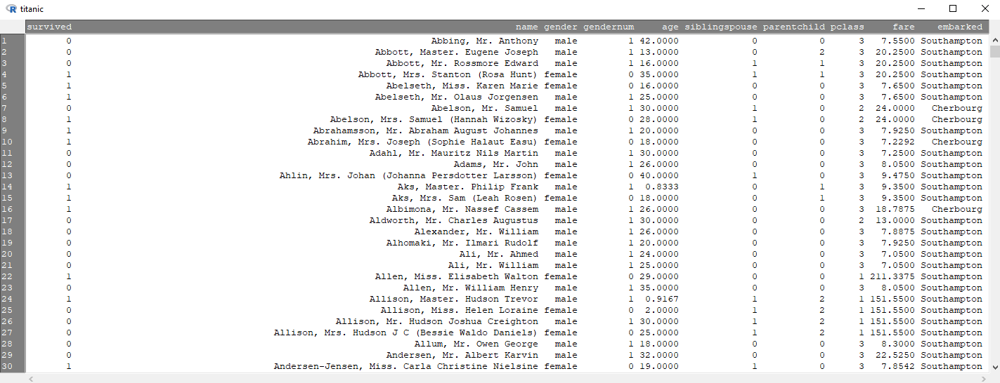 R titanic
survived name gender gendernum age siblingspouse parentchild pclass fare embarked
1 0 Abbing, Mr. Anthony male 1 42.0000 0 0 3 7.5500 Southampton
2 0 Abbott, Master. Eugene Joseph male 1 13.0000 0 2 3 20.2500 Southampton
3 0 Abbott, Mr. Rossmore Edward male 1 16.0000 1 1 3 20.2500 Southampton
4 1 Abbott, Mrs. Stanton (Rosa Hunt) female 0 35.0000 1 1 3 20.2500 Southampton
5 1 Abelseth, Miss. Karen Marie female 0 16.0000 0 0 3 7.6500 Southampton
6 1 Abelseth, Mr. Olaus Jorgensen male 1 25.0000 0 0 3 7.6500 Southampton
7 0 Abelson, Mr. Samuel male 1 30.0000 1 0 2 24.0000 Cherbourg
8 1 Abelson, Mrs. Samuel (Hannah Wizosky) female 0 28.0000 1 0 2 24.0000 Cherbourg
9 1 Abrahamsson, Mr. Abraham August Johannes male 1 20.0000 0 0 3 7.9250 Southampton
10 1 Abrahim, Mrs. Joseph (Sophie Halaut Easu) female 0 18.0000 0 0 3 7.2292 Cherbourg
11 0 Adahl, Mr. Mauritz Nils Martin male 1 30.0000 0 0 3 7.2500 Southampton
12 0 Adams, Mr. John male 1 26.0000 0 0 3 8.0500 Southampton
13 0 Ahlin, Mrs. Johan (Johanna Persdotter Larsson) female 0 40.0000 1 0 3 9.4750 Southampton
14 1 Aks, Master. Philip Frank male 1 0.8333 0 1 3 9.3500 Southampton
15 1 Aks, Mrs. Sam (Leah Rosen) female 0 18.0000 0 1 3 9.3500 Southampton
16 1 Albimona, Mr. Nassef Cassem male 1 26.0000 0 0 3 18.7875 Cherbourg
17 0 Aldworth, Mr. Charles Augustus male 1 30.0000 0 0 2 13.0000 Southampton
18 0 Alexander, Mr. William male 1 26.0000 0 0 3 7.8875 Southampton
19 0 Alhomaki, Mr. Ilmari Rudolf male 1 20.0000 0 0 3 7.9250 Southampton
20 0 Ali, Mr. Ahmed male 1 24.0000 0 0 3 7.0500 Southampton
21 0 Ali, Mr. William male 1 25.0000 0 0 3 7.0500 Southampton
22 1 Allen, Miss. Elisabeth Walton female 0 29.0000 0 0 1 211.3375 Southampton
23 0 Allen, Mr. William Henry male 1 35.0000 0 0 3 8.0500 Southampton
24 1 Allison, Master. Hudson Trevor male 1 0.9167 1 2 1 151.5500 Southampton
25 0 Allison, Miss. Helen Loraine female 0 2.0000 1 2 1 151.5500 Southampton
26 0 Allison, Mr. Hudson Joshua Creighton male 1 30.0000 1 2 1 151.5500 Southampton
27 0 Allison, Mrs. Hudson J C (Bessie Waldo Daniels) female 0 25.0000 1 2 1 151.5500 Southampton
28 0 Allum, Mr. Owen George male 1 18.0000 0 0 3 8.3000 Southampton
29 0 Andersen, Mr. Albert Karvin male 1 32.0000 0 0 3 22.5250 Southampton
30 1 Andersen-Jensen, Miss. Carla Christine Nielsine female 0 19.0000 1 0 3 7.8542 Southampton